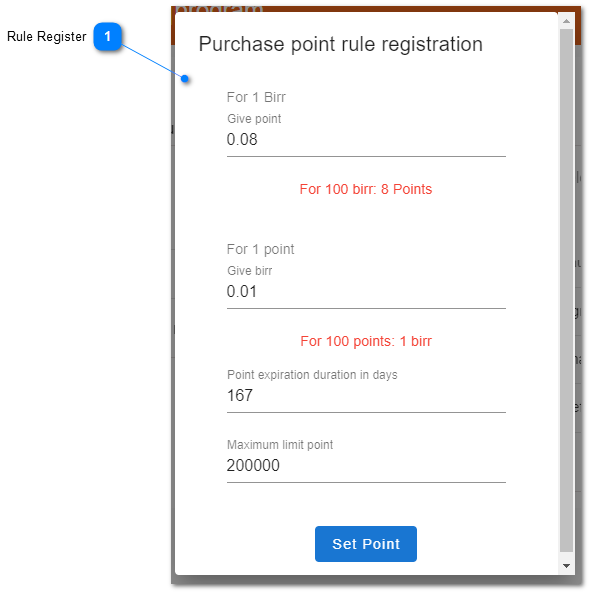 program
Rule Register 1
Purchase point rule registration
For 1 Birr
Give point
0.08
For 100 birr: 8 Points
For 1 point
Give birr
0.01
For 100 points: 1 birr
Point expiration duration in days
167
Maximum limit point
200000
Set Point